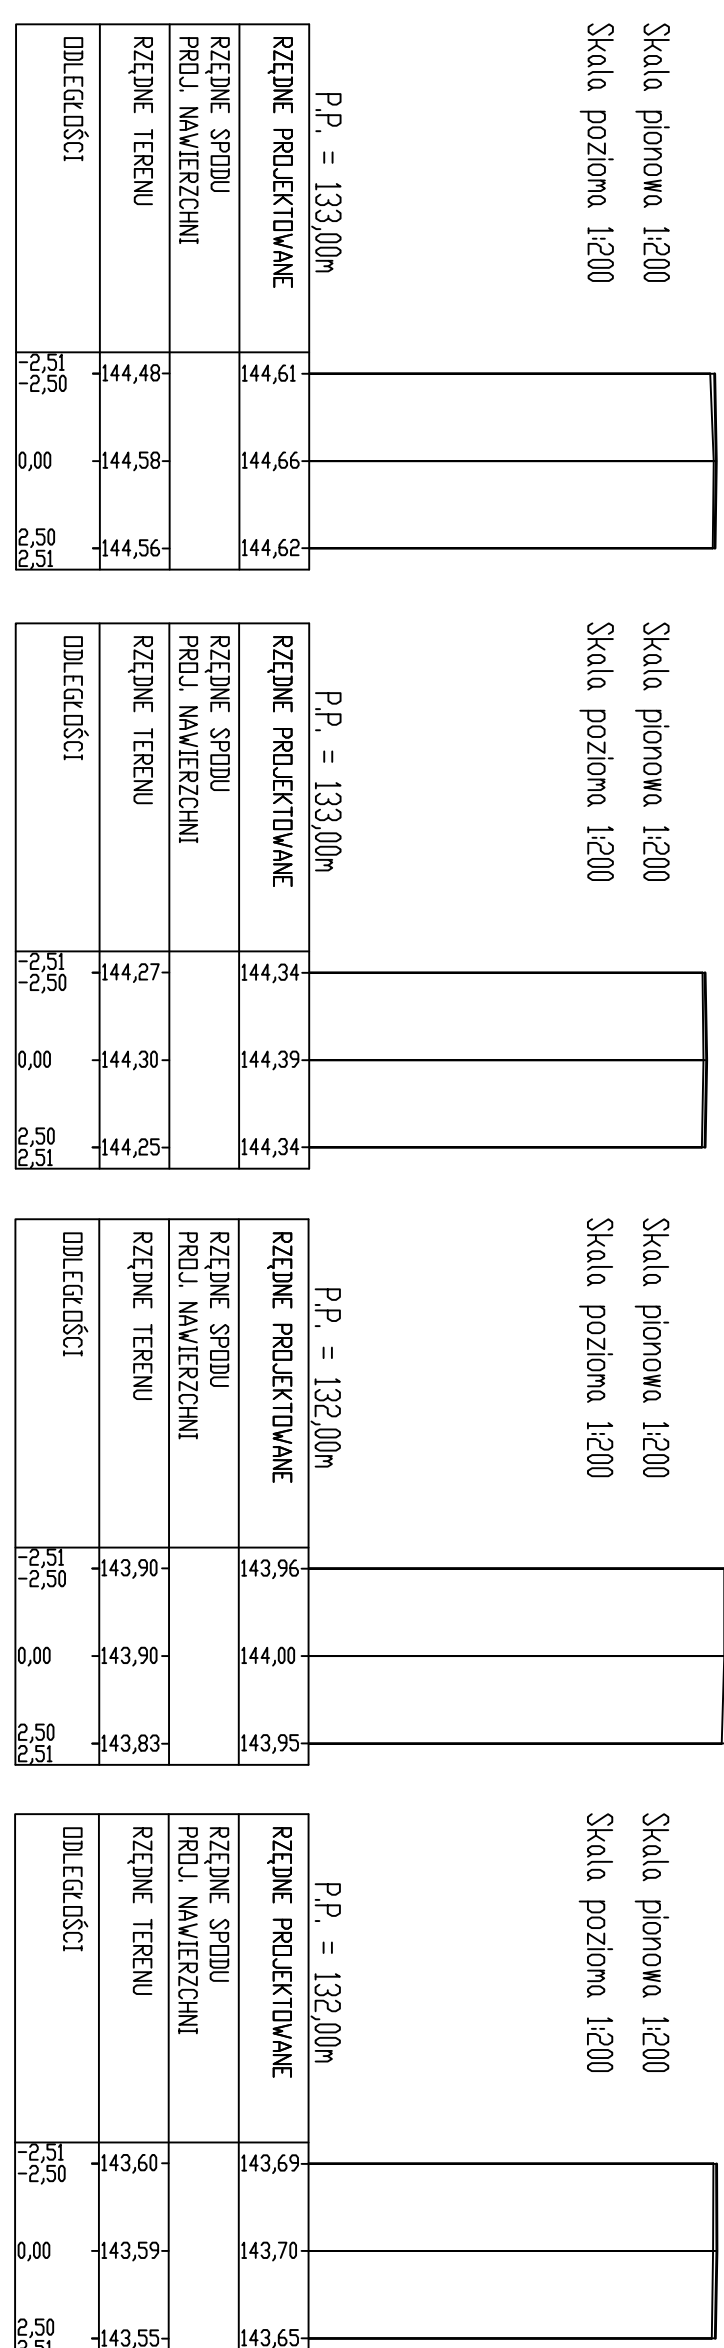 Skala pionowa 1:200
Skala pozioma 1:200
P.P. = 133,00m
RZĘDNE PROJEKTOWANE
144,61 144,66 144,62
RZĘDNE SPODU
PROJ. NAWIERZCHNI
RZĘDNE TERENU
144,48 144,58 144,56
ODLEGŁOŚCI
-2,51 -2,50 0,00 2,50 2,51
Skala pionowa 1:200
Skala pozioma 1:200
P.P. = 133,00m
RZĘDNE PROJEKTOWANE
144,34 144,39 144,34
RZĘDNE SPODU
PROJ. NAWIERZCHNI
RZĘDNE TERENU
144,27 144,30 144,25
ODLEGŁOŚCI
-2,51 -2,50 0,00 2,50 2,51
Skala pionowa 1:200
Skala pozioma 1:200
P.P. = 132,00m
RZĘDNE PROJEKTOWANE
143,96 144,00 143,95
RZĘDNE SPODU
PROJ. NAWIERZCHNI
RZĘDNE TERENU
143,90 143,90 143,83
ODLEGŁOŚCI
-2,51 -2,50 0,00 2,50 2,51
Skala pionowa 1:200
Skala pozioma 1:200
P.P. = 132,00m
RZĘDNE PROJEKTOWANE
143,69 143,70 143,65
RZĘDNE SPODU
PROJ. NAWIERZCHNI
RZĘDNE TERENU
143,60 143,59 143,55
ODLEGŁOŚCI
-2,51 -2,50 0,00 2,50